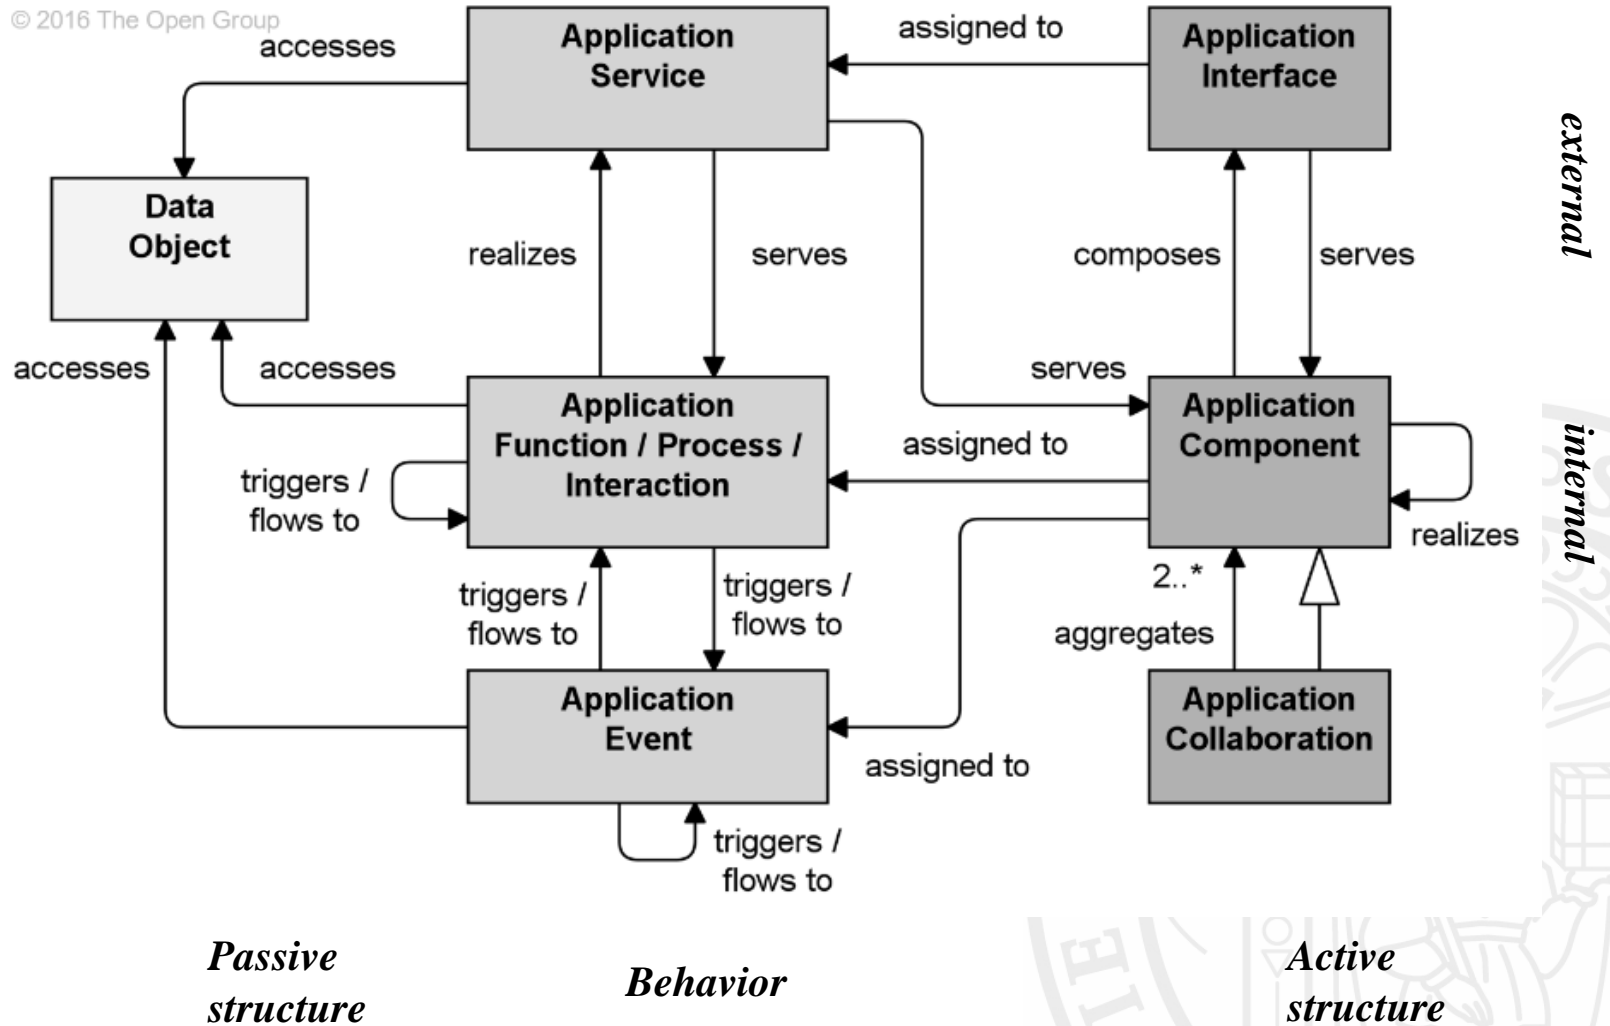 © 2016 The Open Group
accesses
Application
Service
assigned to
Application
Interface
external
Data
Object
realizes
serves
composes
serves
accesses
accesses
serves
Application
Function / Process /
Interaction
assigned to
Application
Component
internal
triggers /
flows to
realizes
triggers /
flows to
triggers /
flows to
2..*
aggregates
Application
Event
assigned to
Application
Collaboration
triggers /
flows to
Passive
structure
Behavior
Active
structure